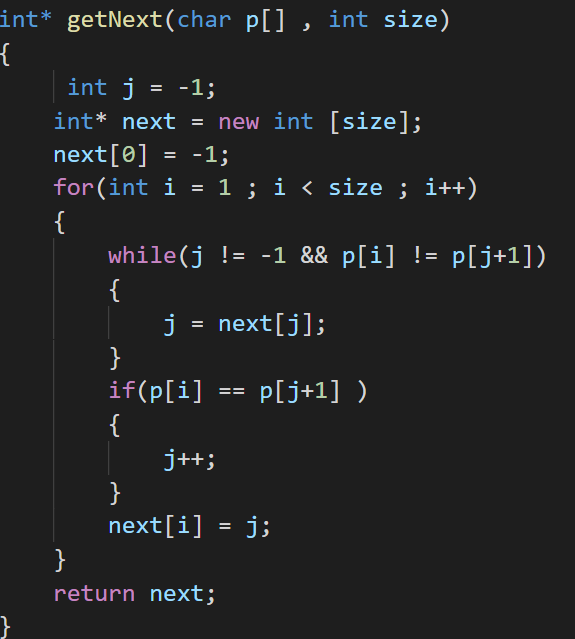 int* getNext(char p[] , int size)
{
     int j = -1;
    int* next = new int [size];
    next[0] = -1;
    for(int i = 1 ; i < size ; i++)
    {
        while(j != -1 && p[i] != p[j+1])
        {
            j = next[j];
        }
        if(p[i] == p[j+1] )
        {
            j++;
        }
        next[i] = j;
    }
    return next;
}